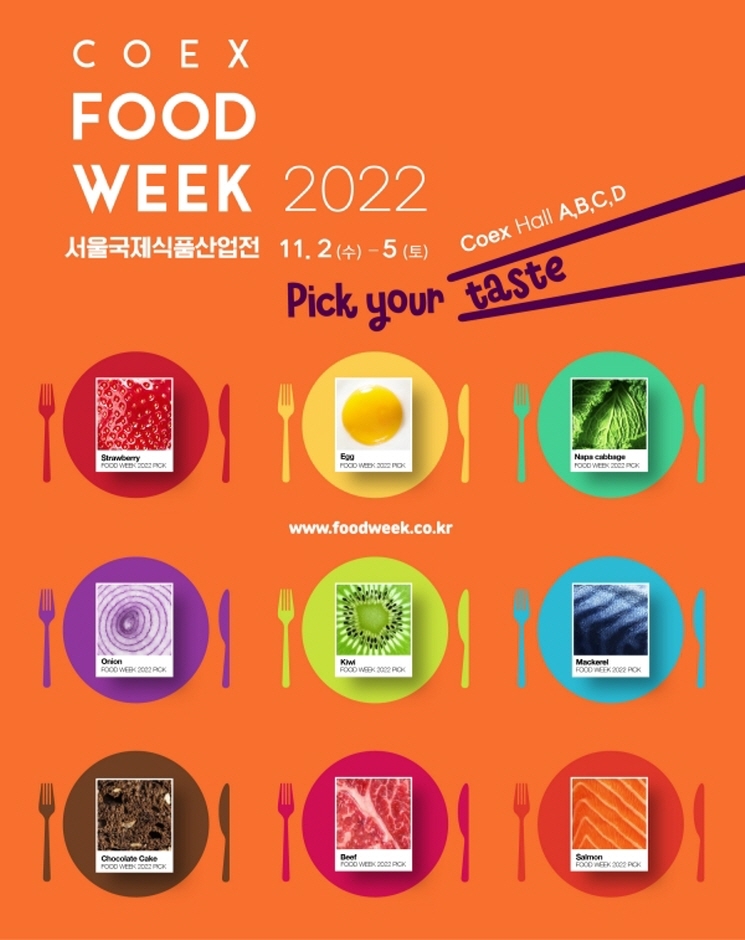 COEX
FOOD
WEEK 2022
Coex Hall A,B,C,D
서울국제식품산업전 11. 2 (수) – 5 (토)
Pick your taste
Strawberry
FOOD WEEK 2022 PICK
Egg
FOOD WEEK 2022 PICK
Napa cabbage
FOOD WEEK 2022 PICK
www.foodweek.co.kr
Onion
FOOD WEEK 2022 PICK
Kiwi
FOOD WEEK 2022 PICK
Mackerel
FOOD WEEK 2022 PICK
Chocolate Cake
FOOD WEEK 2022 PICK
Beef
FOOD WEEK 2022 PICK
Salmon
FOOD WEEK 2022 PICK